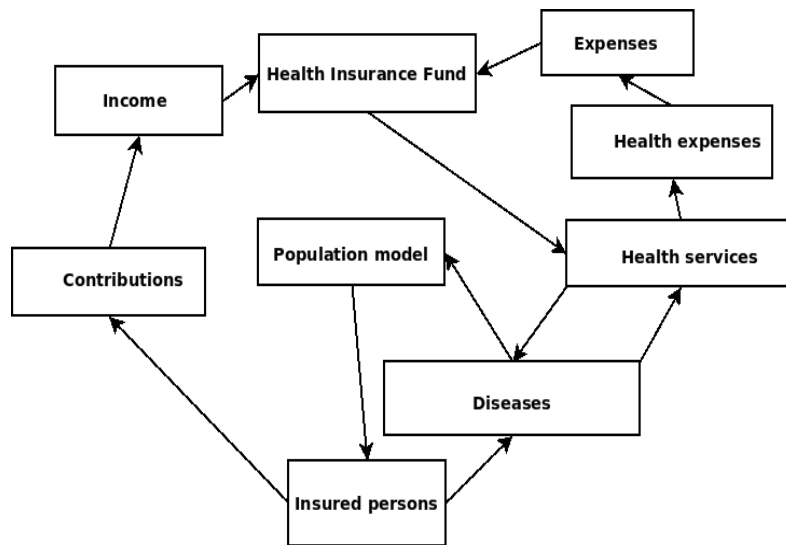 Expenses
Health Insurance Fund
Income
Health expenses
Population model
Health services
Contributions
Diseases
Insured persons